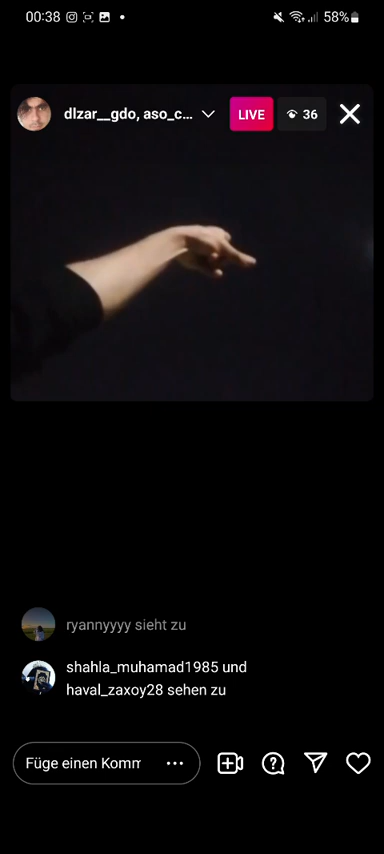 00:38 58%
dlzar__gdo, aso_c... LIVE 36
ryannyyyy sieht zu
shahla_muhamad1985 und
haval_zaxoy28 sehen zu
Füge einen Komm